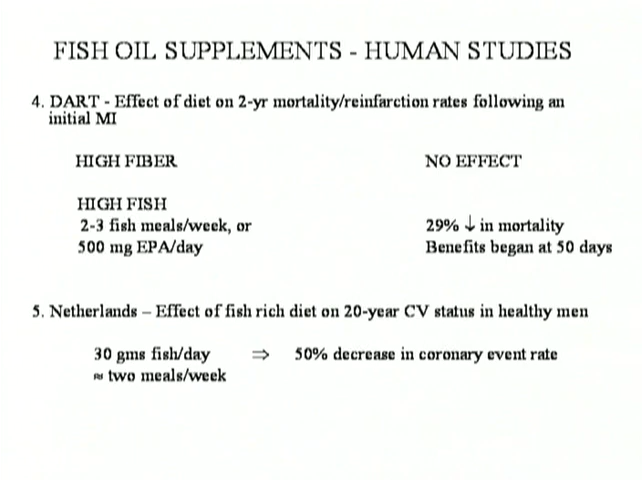 FISH OIL SUPPLEMENTS - HUMAN STUDIES
4. DART - Effect of diet on 2-yr mortality/reinfarction rates following an
initial MI
HIGH FIBER NO EFFECT
HIGH FISH
2-3 fish meals/week, or 29% ↓ in mortality
500 mg EPA/day Benefits began at 50 days
5. Netherlands – Effect of fish rich diet on 20-year CV status in healthy men
30 gms fish/day ⇒ 50% decrease in coronary event rate
≈ two meals/week